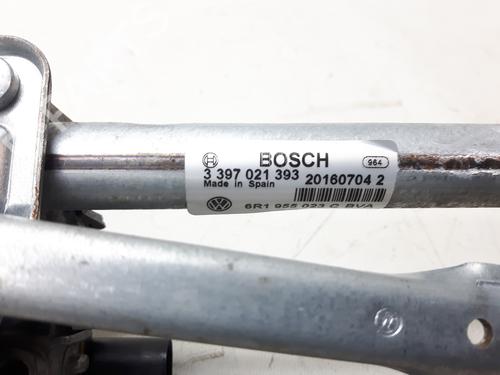 BOSCH 964
3 397 021 393 20160704 2
Made in Spain
6R1 955 023 C BVA